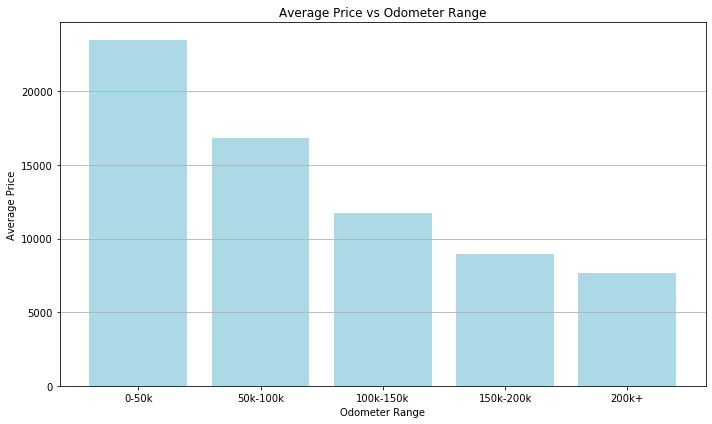 Average Price vs Odometer Range
Average Price
20000
15000
10000
5000
0
0-50k
50k-100k
100k-150k
150k-200k
200k+
Odometer Range